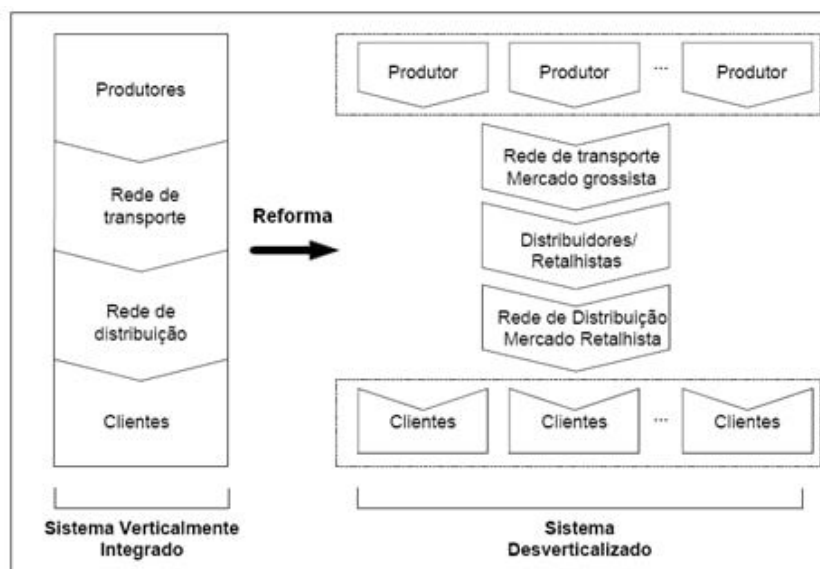 Produtores
Rede de
transporte
Rede de
distribuição
Clientes
Sistema Verticalmente
Integrado
Reforma
Produtor
Produtor
...
Produtor
Rede de transporte
Mercado grossista
Distribuidores/
Retalhistas
Rede de Distribuição
Mercado Retalhista
Clientes
Clientes
...
Clientes
Sistema
Desverticalizado